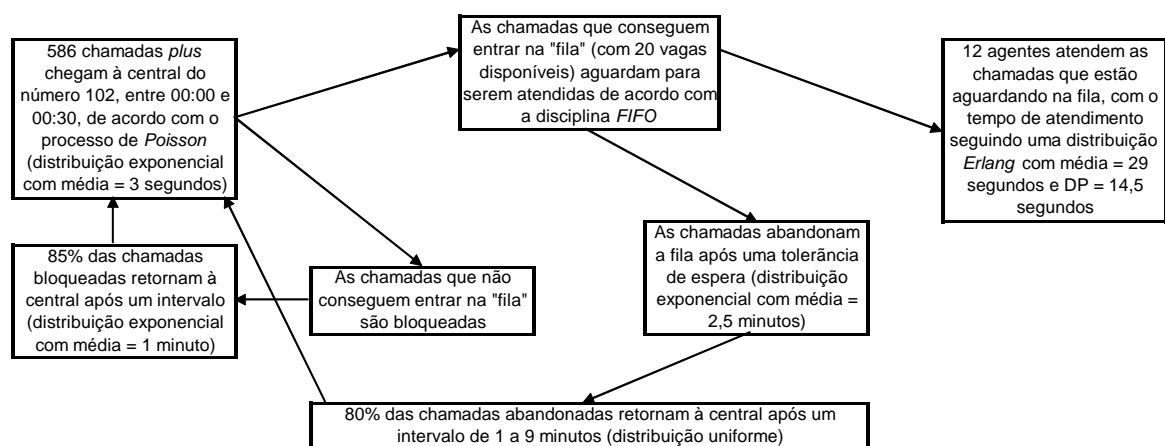 586 chamadas plus
chegam à central do
número 102, entre 00:00 e
00:30, de acordo com o
processo de Poisson
(distribuição exponencial
com média = 3 segundos)
As chamadas que conseguem
entrar na "fila" (com 20 vagas
disponíveis) aguardam para
serem atendidas de acordo com
a disciplina FIFO
12 agentes atendem as
chamadas que estão
aguardando na fila, com o
tempo de atendimento
seguindo uma distribuição
Erlang com média = 29
segundos e DP = 14,5
segundos
85% das chamadas
bloqueadas retornam à
central após um intervalo
(distribuição exponencial
com média = 1 minuto)
As chamadas que não
conseguem entrar na "fila"
são bloqueadas
As chamadas abandonam
a fila após uma tolerância
de espera (distribuição
exponencial com média =
2,5 minutos)
80% das chamadas abandonadas retornam à central após um
intervalo de 1 a 9 minutos (distribuição uniforme)